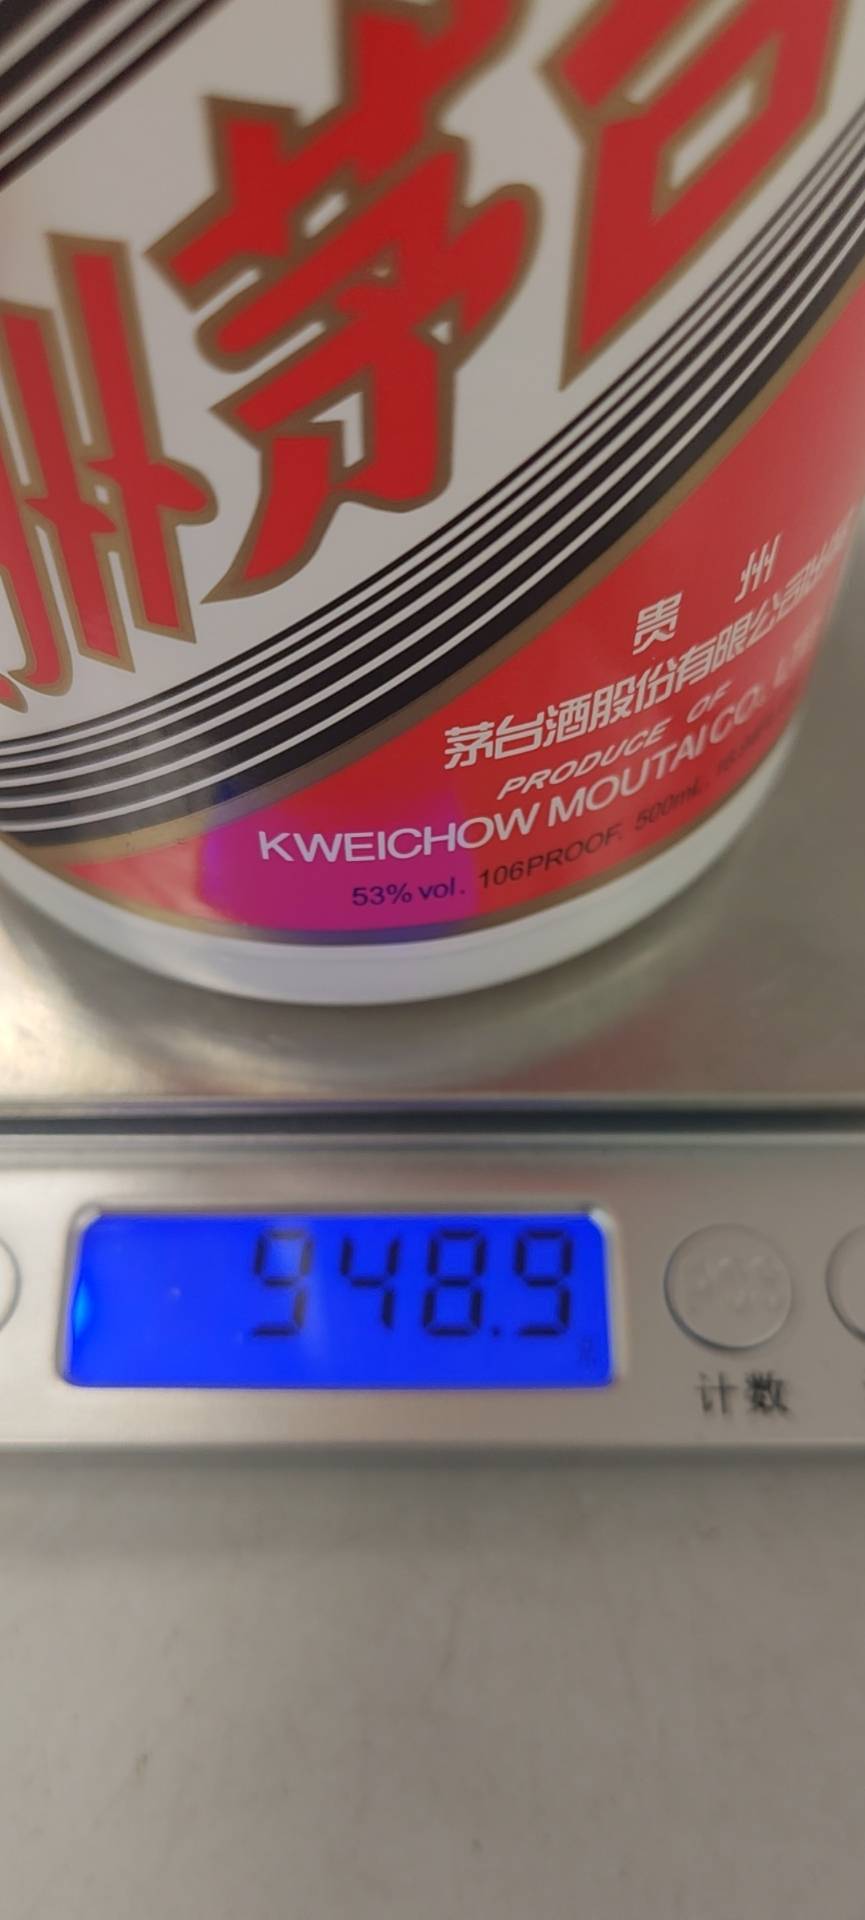 州茅台
贵 州
茅台酒股份有限公司
PRODUCE OF
KWEICHOW MOUTAI CO.
53% vol. 106PROOF. 500mL.
948.9
计数